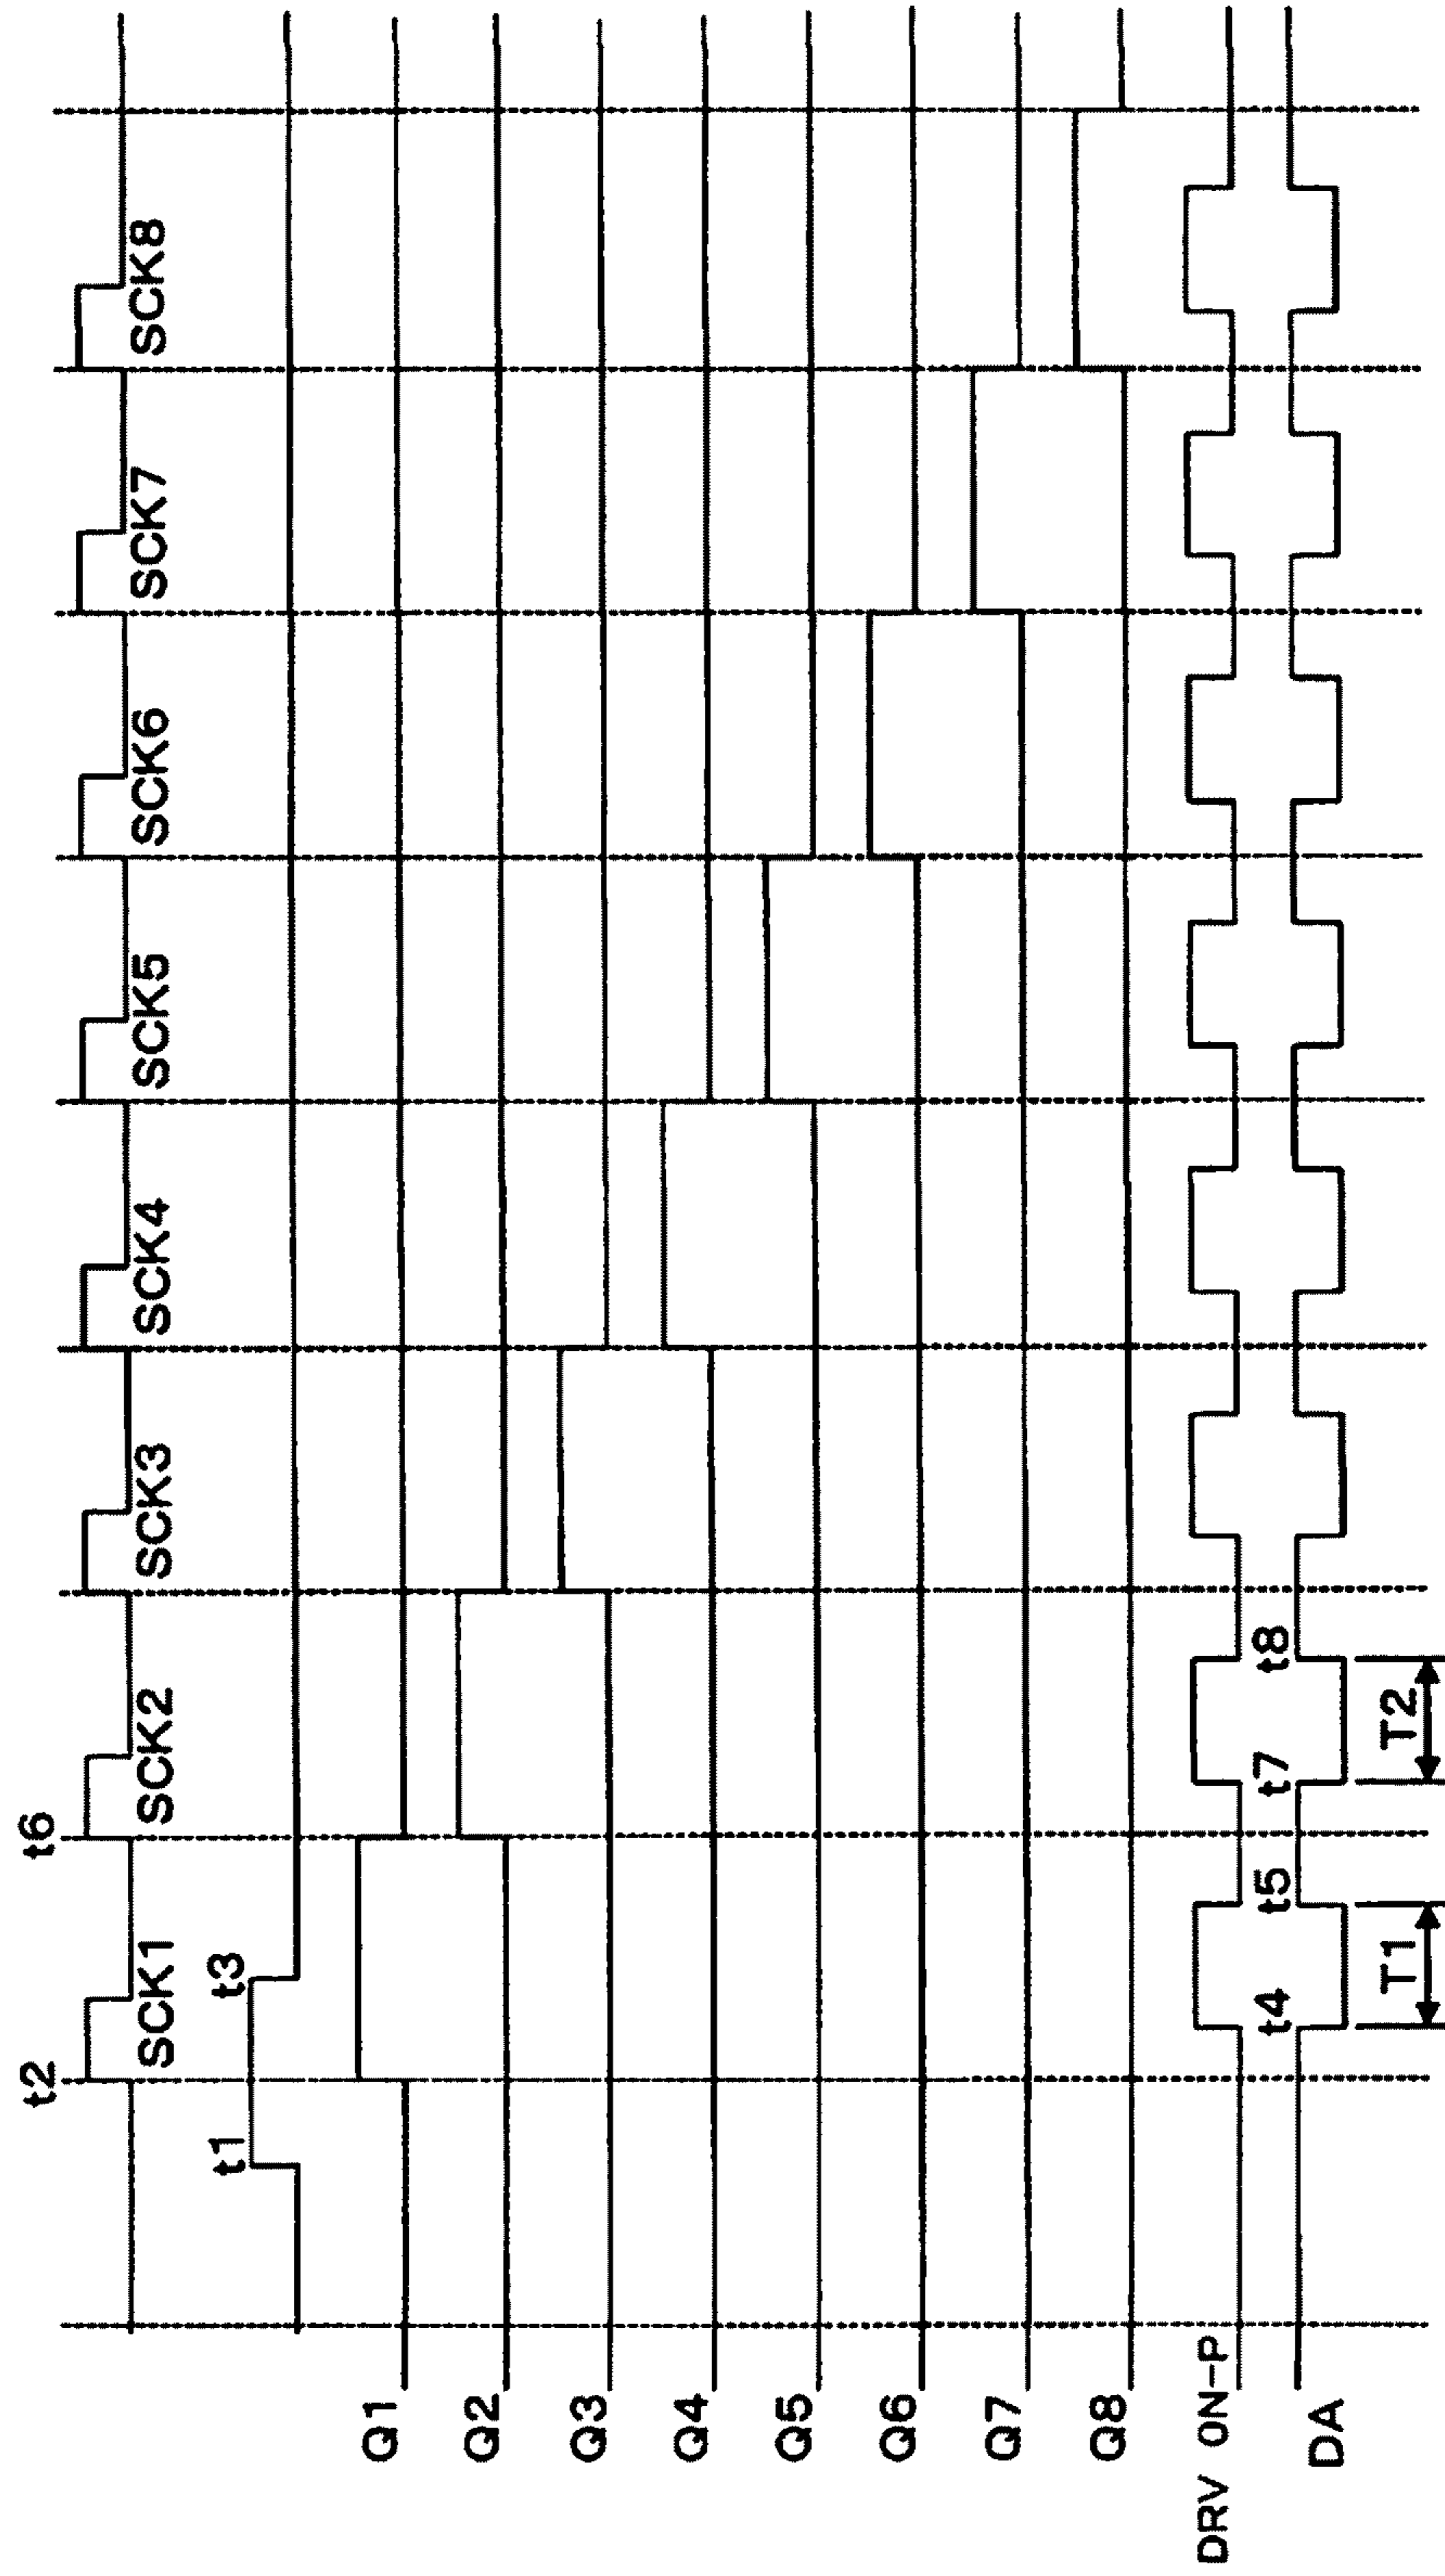 t2
t6
SCK1
SCK2
SCK3
SCK4
SCK5
SCK6
SCK7
SCK8
t1
t3
Q1
Q2
Q3
Q4
Q5
Q6
Q7
Q8
DRV ON-P
t4
t5
t7
t8
DA
T1
T2